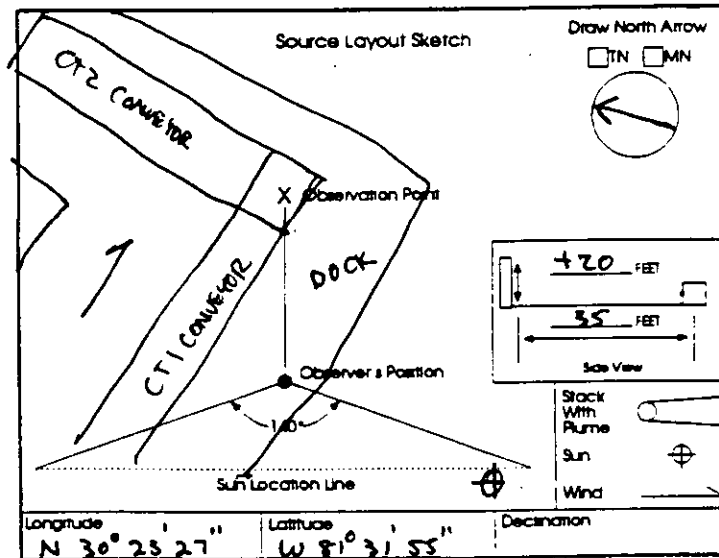 Source Layout Sketch
Draw North Arrow
TN MN
CT2 CONVEYOR
X Observation Point
DOCK
CT1 CONVEYOR
+20 FEET
35 FEET
Side View
Observer's Position
140°
Sun Location Line
Stack
With
Plume
Sun
Wind
Longitude
N 30° 23' 27"
Latitude
W 81° 31' 55"
Declination